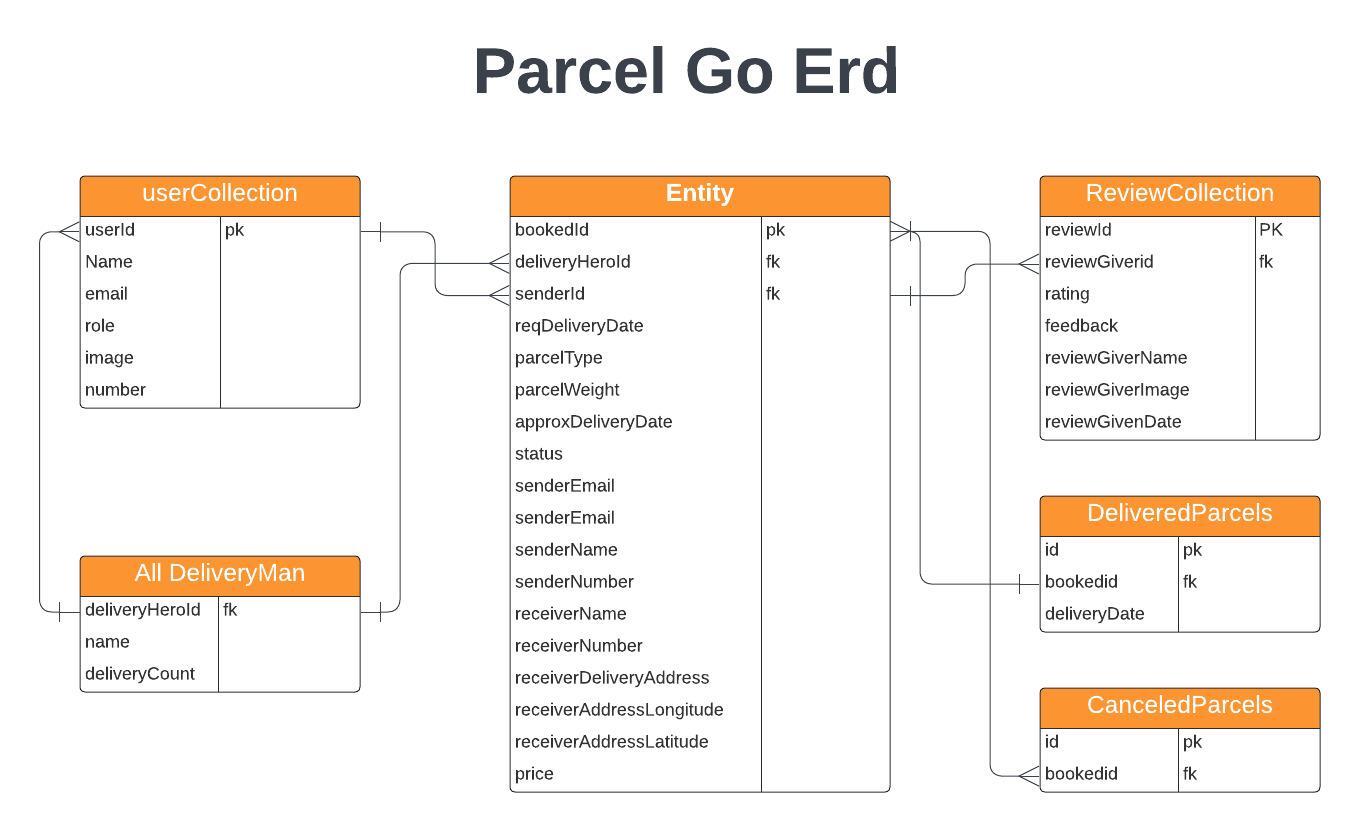 Parcel Go Erd
userCollection
userId pk
Name
email
role
image
number
All DeliveryMan
deliveryHeroId fk
name
deliveryCount
Entity
bookedId pk
deliveryHeroId fk
senderId fk
reqDeliveryDate
parcelType
parcelWeight
approxDeliveryDate
status
senderEmail
senderEmail
senderName
senderNumber
receiverName
receiverNumber
receiverDeliveryAddress
receiverAddressLongitude
receiverAddressLatitude
price
ReviewCollection
reviewId PK
reviewGiverid fk
rating
feedback
reviewGiverName
reviewGiverImage
reviewGivenDate
DeliveredParcels
id pk
bookedid fk
deliveryDate
CanceledParcels
id pk
bookedid fk